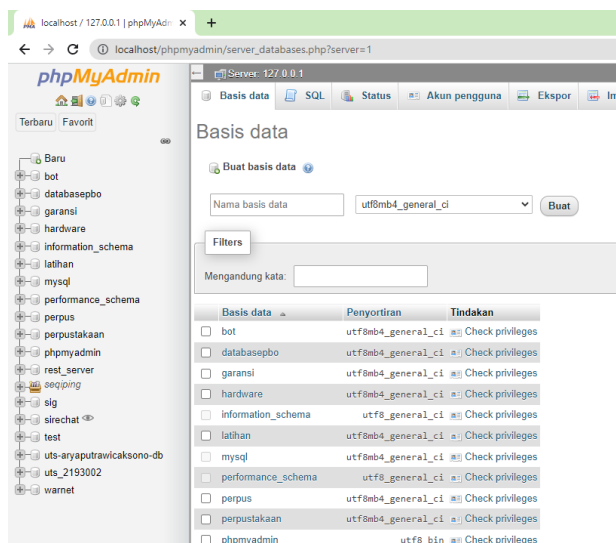 localhost / 127.0.0.1 | phpMyAdm
localhost/phpmyadmin/server_databases.php?server=1
phpMyAdmin
Terbaru Favorit
Baru
bot
databasepbo
garansi
hardware
information_schema
latihan
mysql
performance_schema
perpus
perpustakaan
phpmyadmin
rest_server
seqiping
sig
sirechat
test
uts-aryaputrawicaksono-db
uts_2193002
warnet
Server: 127.0.0.1
Basis data SQL Status Akun pengguna Ekspor Im
Basis data
Buat basis data
Nama basis data utf8mb4_general_ci Buat
Filters
Mengandung kata:
Basis data Penyortiran Tindakan
bot utf8mb4_general_ci Check privileges
databasepbo utf8mb4_general_ci Check privileges
garansi utf8mb4_general_ci Check privileges
hardware utf8mb4_general_ci Check privileges
information_schema utf8_general_ci Check privileges
latihan utf8mb4_general_ci Check privileges
mysql utf8mb4_general_ci Check privileges
performance_schema utf8_general_ci Check privileges
perpus utf8mb4_general_ci Check privileges
perpustakaan utf8mb4_general_ci Check privileges
phpmyadmin utf8_bin Check privileges